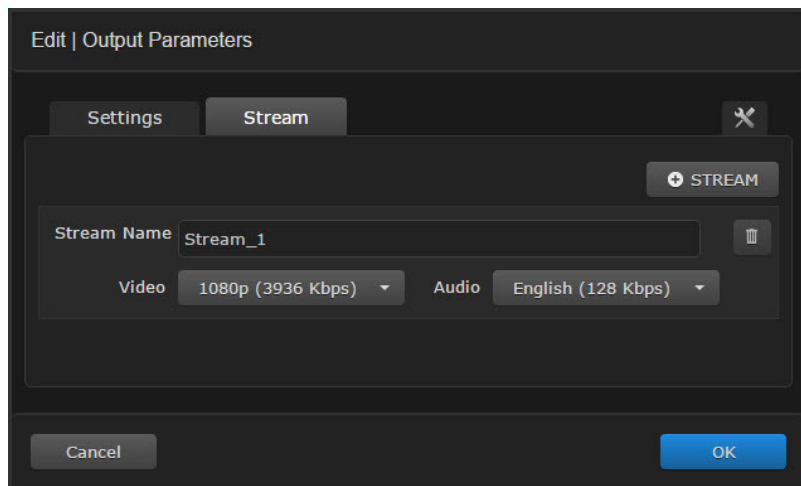 Edit | Output Parameters
Settings Stream
STREAM
Stream Name Stream_1
Video 1080p (3936 Kbps) Audio English (128 Kbps)
Cancel OK